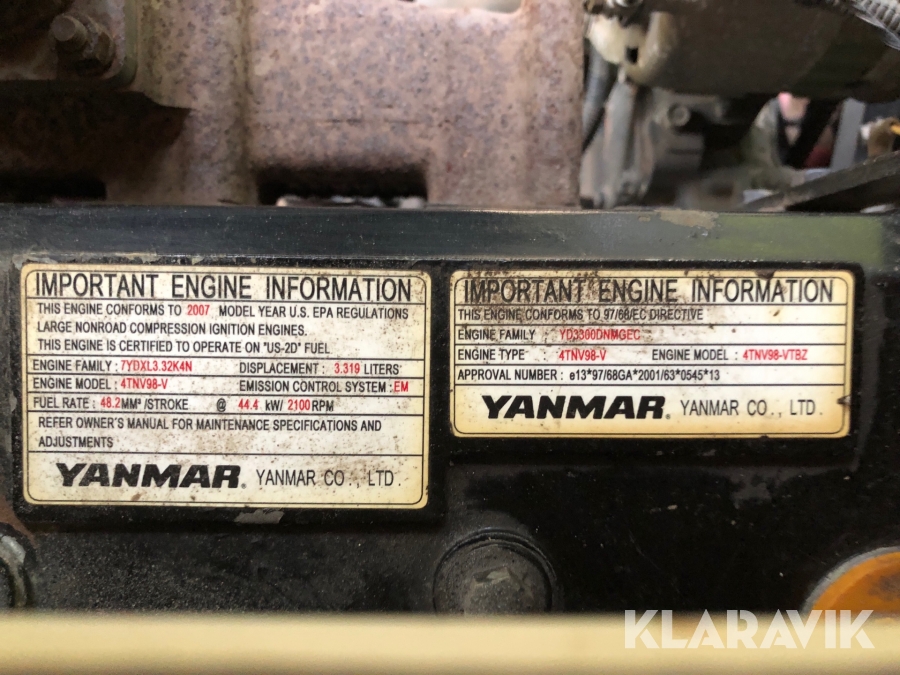 IMPORTANT ENGINE INFORMATION
THIS ENGINE CONFORMS TO 2007 MODEL YEAR U.S. EPA REGULATIONS
LARGE NONROAD COMPRESSION IGNITION ENGINES.
THIS ENGINE IS CERTIFIED TO OPERATE ON "US-2D" FUEL
ENGINE FAMILY : 7YDXL3.32K4N DISPLACEMENT : 3.319 LITERS
ENGINE MODEL : 4TNV98-V EMISSION CONTROL SYSTEM : EM
FUEL RATE : 48.2MM³/STROKE @ 44.4 kW/ 2100 RPM
REFER OWNER'S MANUAL FOR MAINTENANCE SPECIFICATIONS AND
ADJUSTMENTS
YANMAR. YANMAR CO., LTD.
IMPORTANT ENGINE INFORMATION
THIS ENGINE CONFORMS TO 97/68/EC DIRECTIVE
ENGINE FAMILY : YD3300DNMGEC
ENGINE TYPE : 4TNV98-V ENGINE MODEL : 4TNV98-VTBZ
APPROVAL NUMBER : e13*97/68GA*2001/63*0545*13
YANMAR. YANMAR CO., LTD.
KLARAVIK